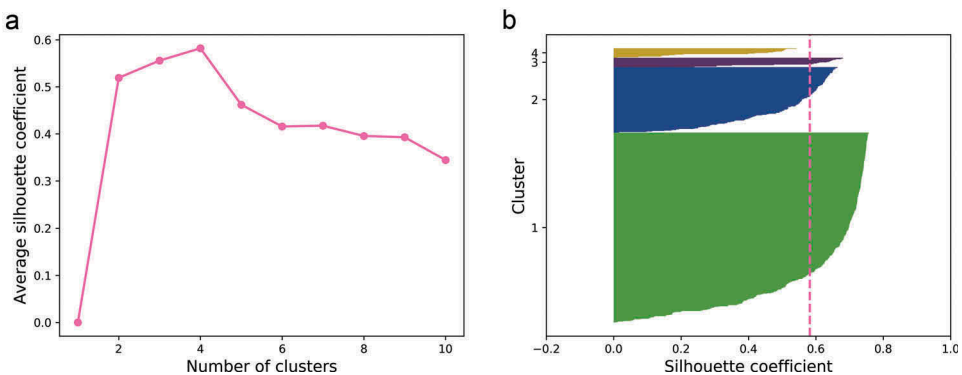 a
0.6
0.5
0.4
0.3
0.2
0.1
0.0
Average silhouette coefficient
2 4 6 8 10
Number of clusters
b
4
3
2
1
Cluster
−0.2 0.0 0.2 0.4 0.6 0.8 1.0
Silhouette coefficient